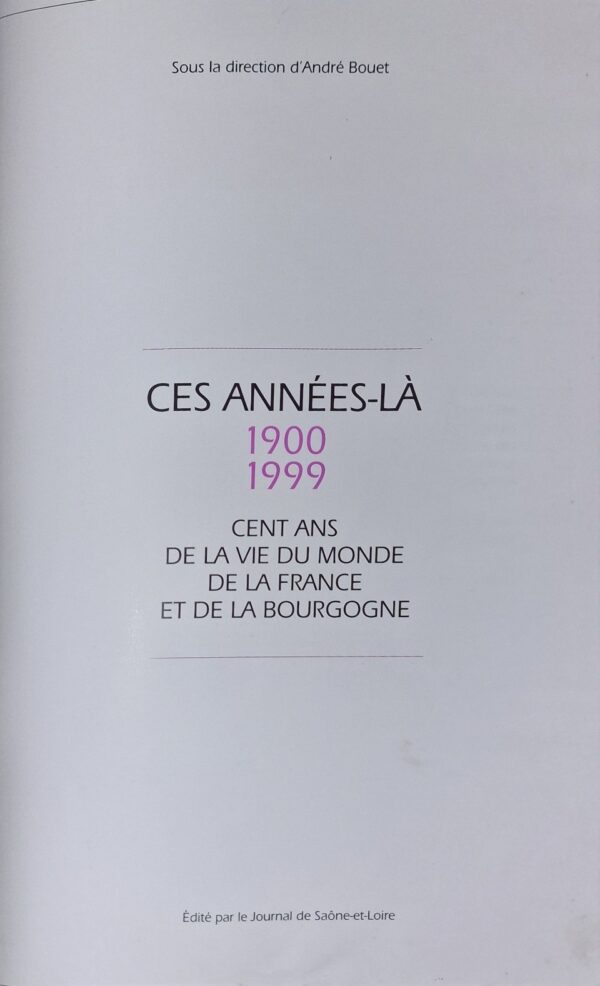 Sous la direction d'André Bouet
CES ANNÉES-LÀ
1900
1999
CENT ANS
DE LA VIE DU MONDE
DE LA FRANCE
ET DE LA BOURGOGNE
Édité par le Journal de Saône-et-Loire